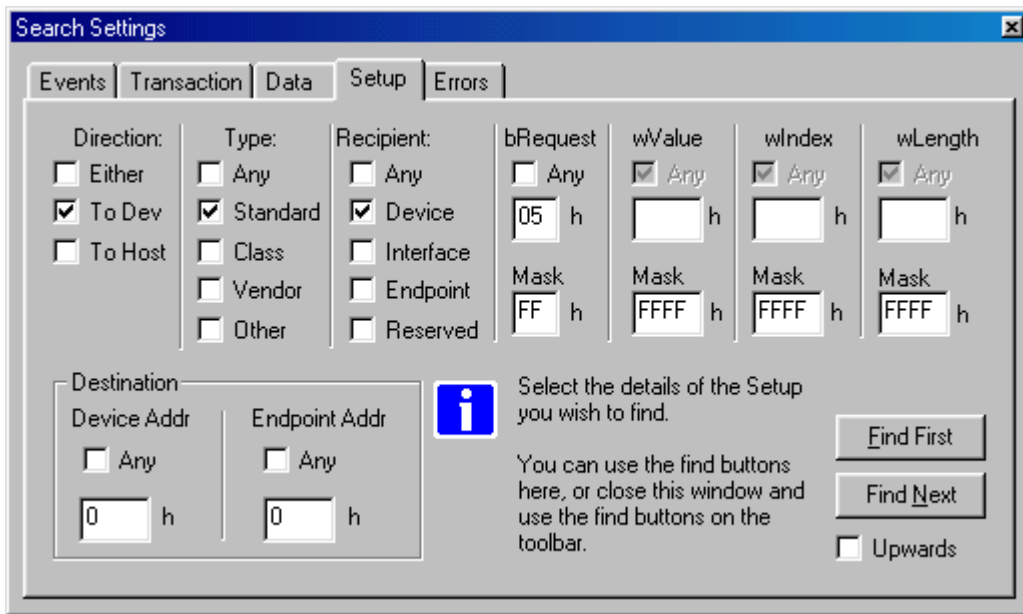 Search Settings
Events Transaction Data Setup Errors
Direction: Type: Recipient: bRequest wValue wIndex wLength
Either Any Any Any Any Any Any
To Dev Standard Device 05 h h h h
To Host Class Interface
Vendor Endpoint Mask Mask Mask Mask
Other Reserved FF h FFFF h FFFF h FFFF h
Destination
Device Addr Endpoint Addr
Any Any
0 h 0 h
i
Select the details of the Setup
you wish to find.
You can use the find buttons
here, or close this window and
use the find buttons on the
toolbar.
Find First
Find Next
Upwards